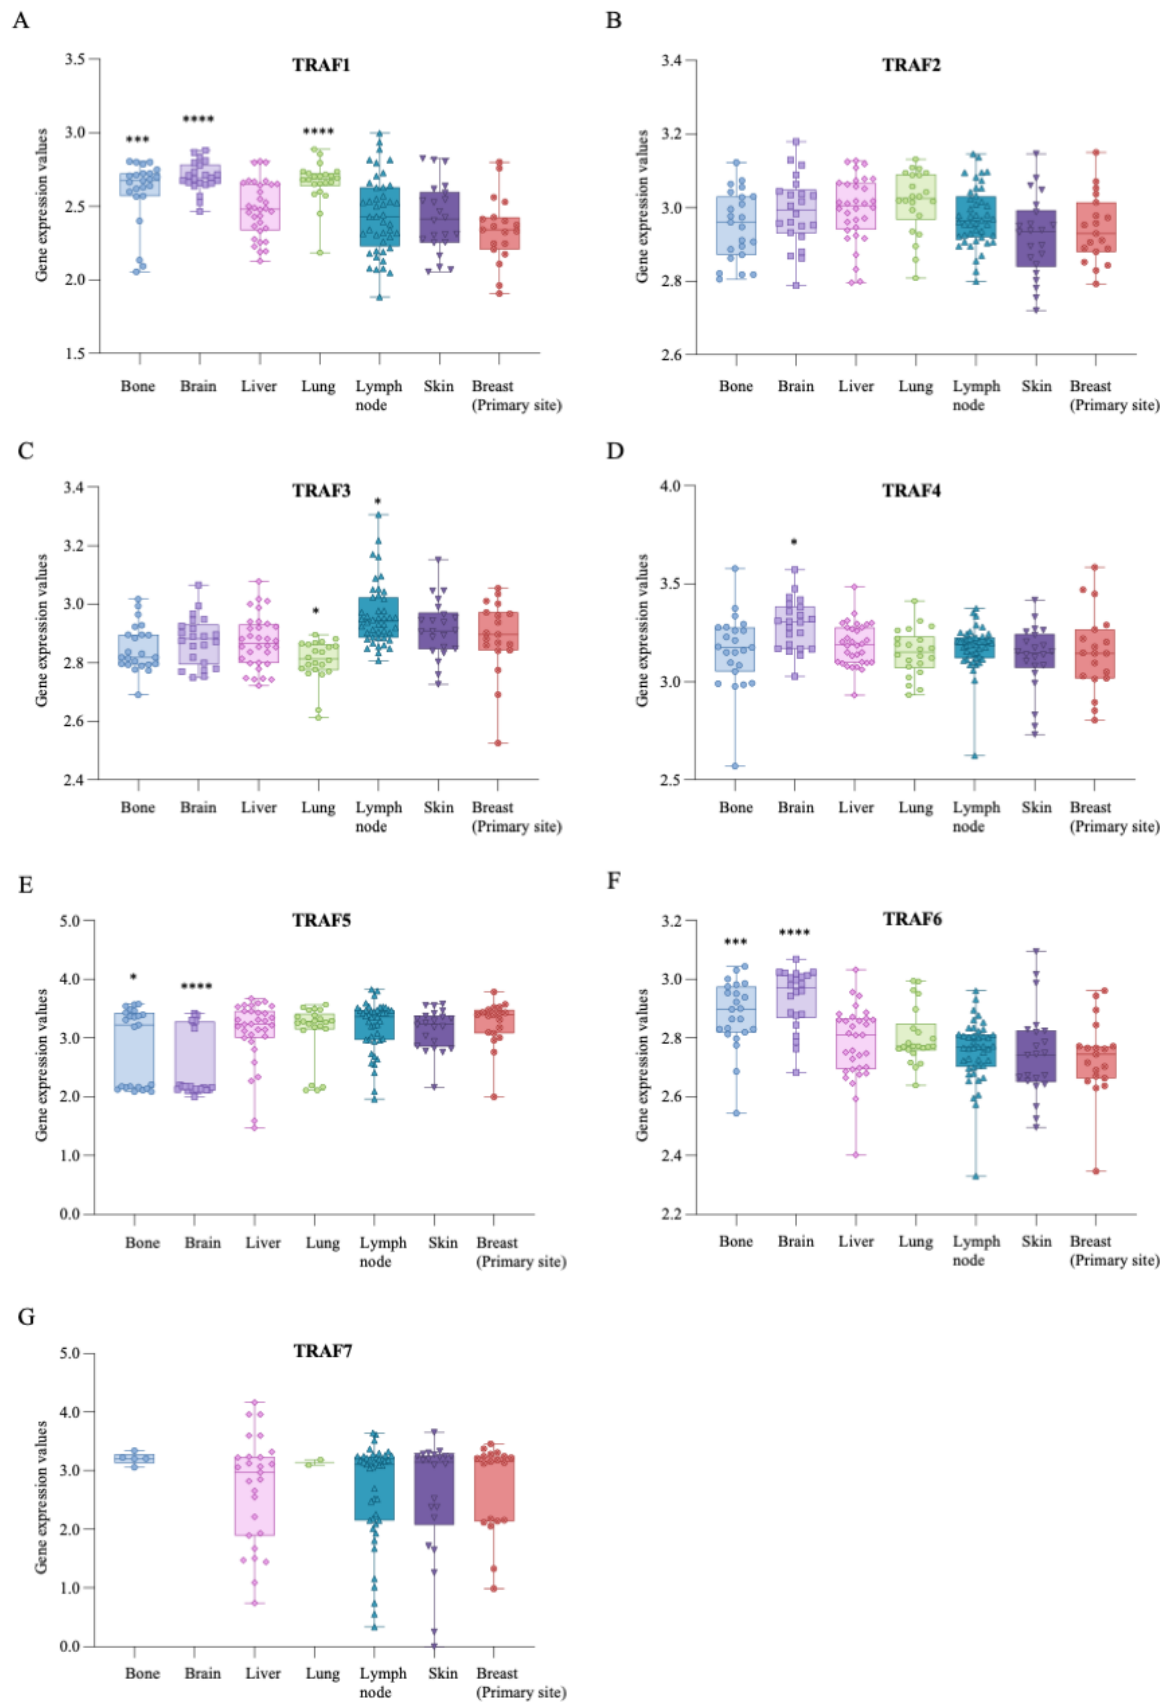 A
TRAF1
Gene expression values
3.5
3.0
2.5
2.0
1.5
***
****
****
Bone Brain Liver Lung Lymph node Skin Breast (Primary site)
B
TRAF2
Gene expression values
3.4
3.2
3.0
2.8
2.6
Bone Brain Liver Lung Lymph node Skin Breast (Primary site)
C
TRAF3
Gene expression values
3.4
3.2
3.0
2.8
2.6
2.4
*
*
Bone Brain Liver Lung Lymph node Skin Breast (Primary site)
D
TRAF4
Gene expression values
4.0
3.5
3.0
2.5
*
Bone Brain Liver Lung Lymph node Skin Breast (Primary site)
E
TRAF5
Gene expression values
5.0
4.0
3.0
2.0
1.0
0.0
*
****
Bone Brain Liver Lung Lymph node Skin Breast (Primary site)
F
TRAF6
Gene expression values
3.2
3.0
2.8
2.6
2.4
2.2
***
****
Bone Brain Liver Lung Lymph node Skin Breast (Primary site)
G
TRAF7
Gene expression values
5.0
4.0
3.0
2.0
1.0
0.0
Bone Brain Liver Lung Lymph node Skin Breast (Primary site)